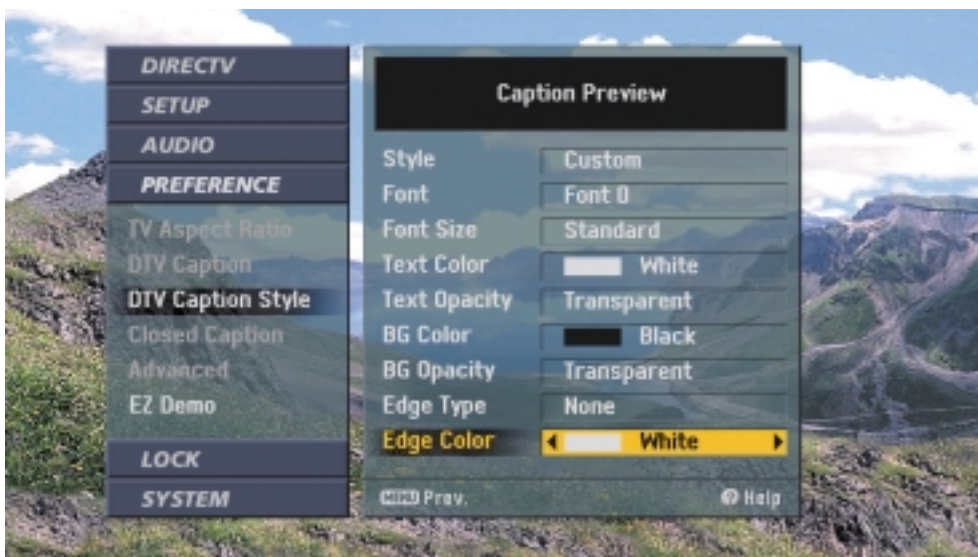 DIRECTV
SETUP
AUDIO
PREFERENCE
TV Aspect Ratio
DTV Caption
DTV Caption Style
Closed Caption
Advanced
EZ Demo
LOCK
SYSTEM
Caption Preview
Style Custom
Font Font 0
Font Size Standard
Text Color White
Text Opacity Transparent
BG Color Black
BG Opacity Transparent
Edge Type None
Edge Color White
MENU Prev. ? Help